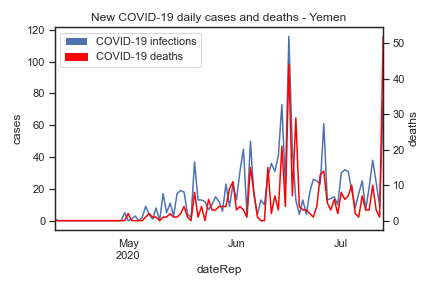 New COVID-19 daily cases and deaths - Yemen
COVID-19 infections
COVID-19 deaths
120
100
80
60
40
20
0
cases
50
40
30
20
10
0
deaths
May
2020
Jun
Jul
dateRep